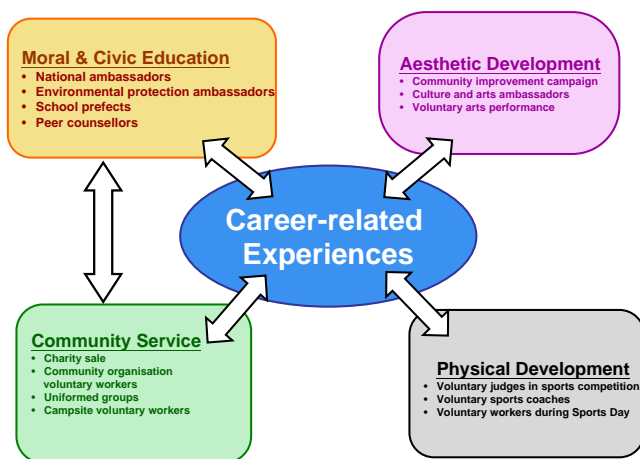 Moral & Civic Education
• National ambassadors
• Environmental protection ambassadors
• School prefects
• Peer counsellors
Aesthetic Development
• Community improvement campaign
• Culture and arts ambassadors
• Voluntary arts performance
Career-related
Experiences
Community Service
• Charity sale
• Community organisation
voluntary workers
• Uniformed groups
• Campsite voluntary workers
Physical Development
• Voluntary judges in sports competition
• Voluntary sports coaches
• Voluntary workers during Sports Day